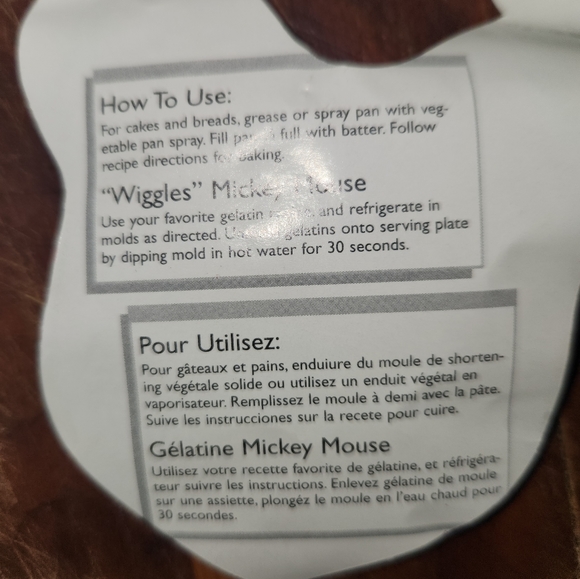 How To Use:
For cakes and breads, grease or spray pan with veg-
etable pan spray. Fill full with batter. Follow
recipe directions for baking.
"Wiggles" Mickey Mouse
Use your favorite gelatin and refrigerate in
molds as directed. gelatins onto serving plate
by dipping mold in hot water for 30 seconds.
Pour Utilisez:
Pour gâteaux et pains, enduiure du moule de shorten-
ing végétale solide ou utilisez un enduit végétal en
vaporisateur. Remplissez le moule à demi avec la pâte.
Suive les instrucciones sur la recete pour cuire.
Gélatine Mickey Mouse
Utilisez votre recette favorite de gélatine, et réfrigéra-
teur suivre les instructions. Enlevez gélatine de moule
sur une assiette, plongéz le moule en l'eau chaud pour
30 secondes.